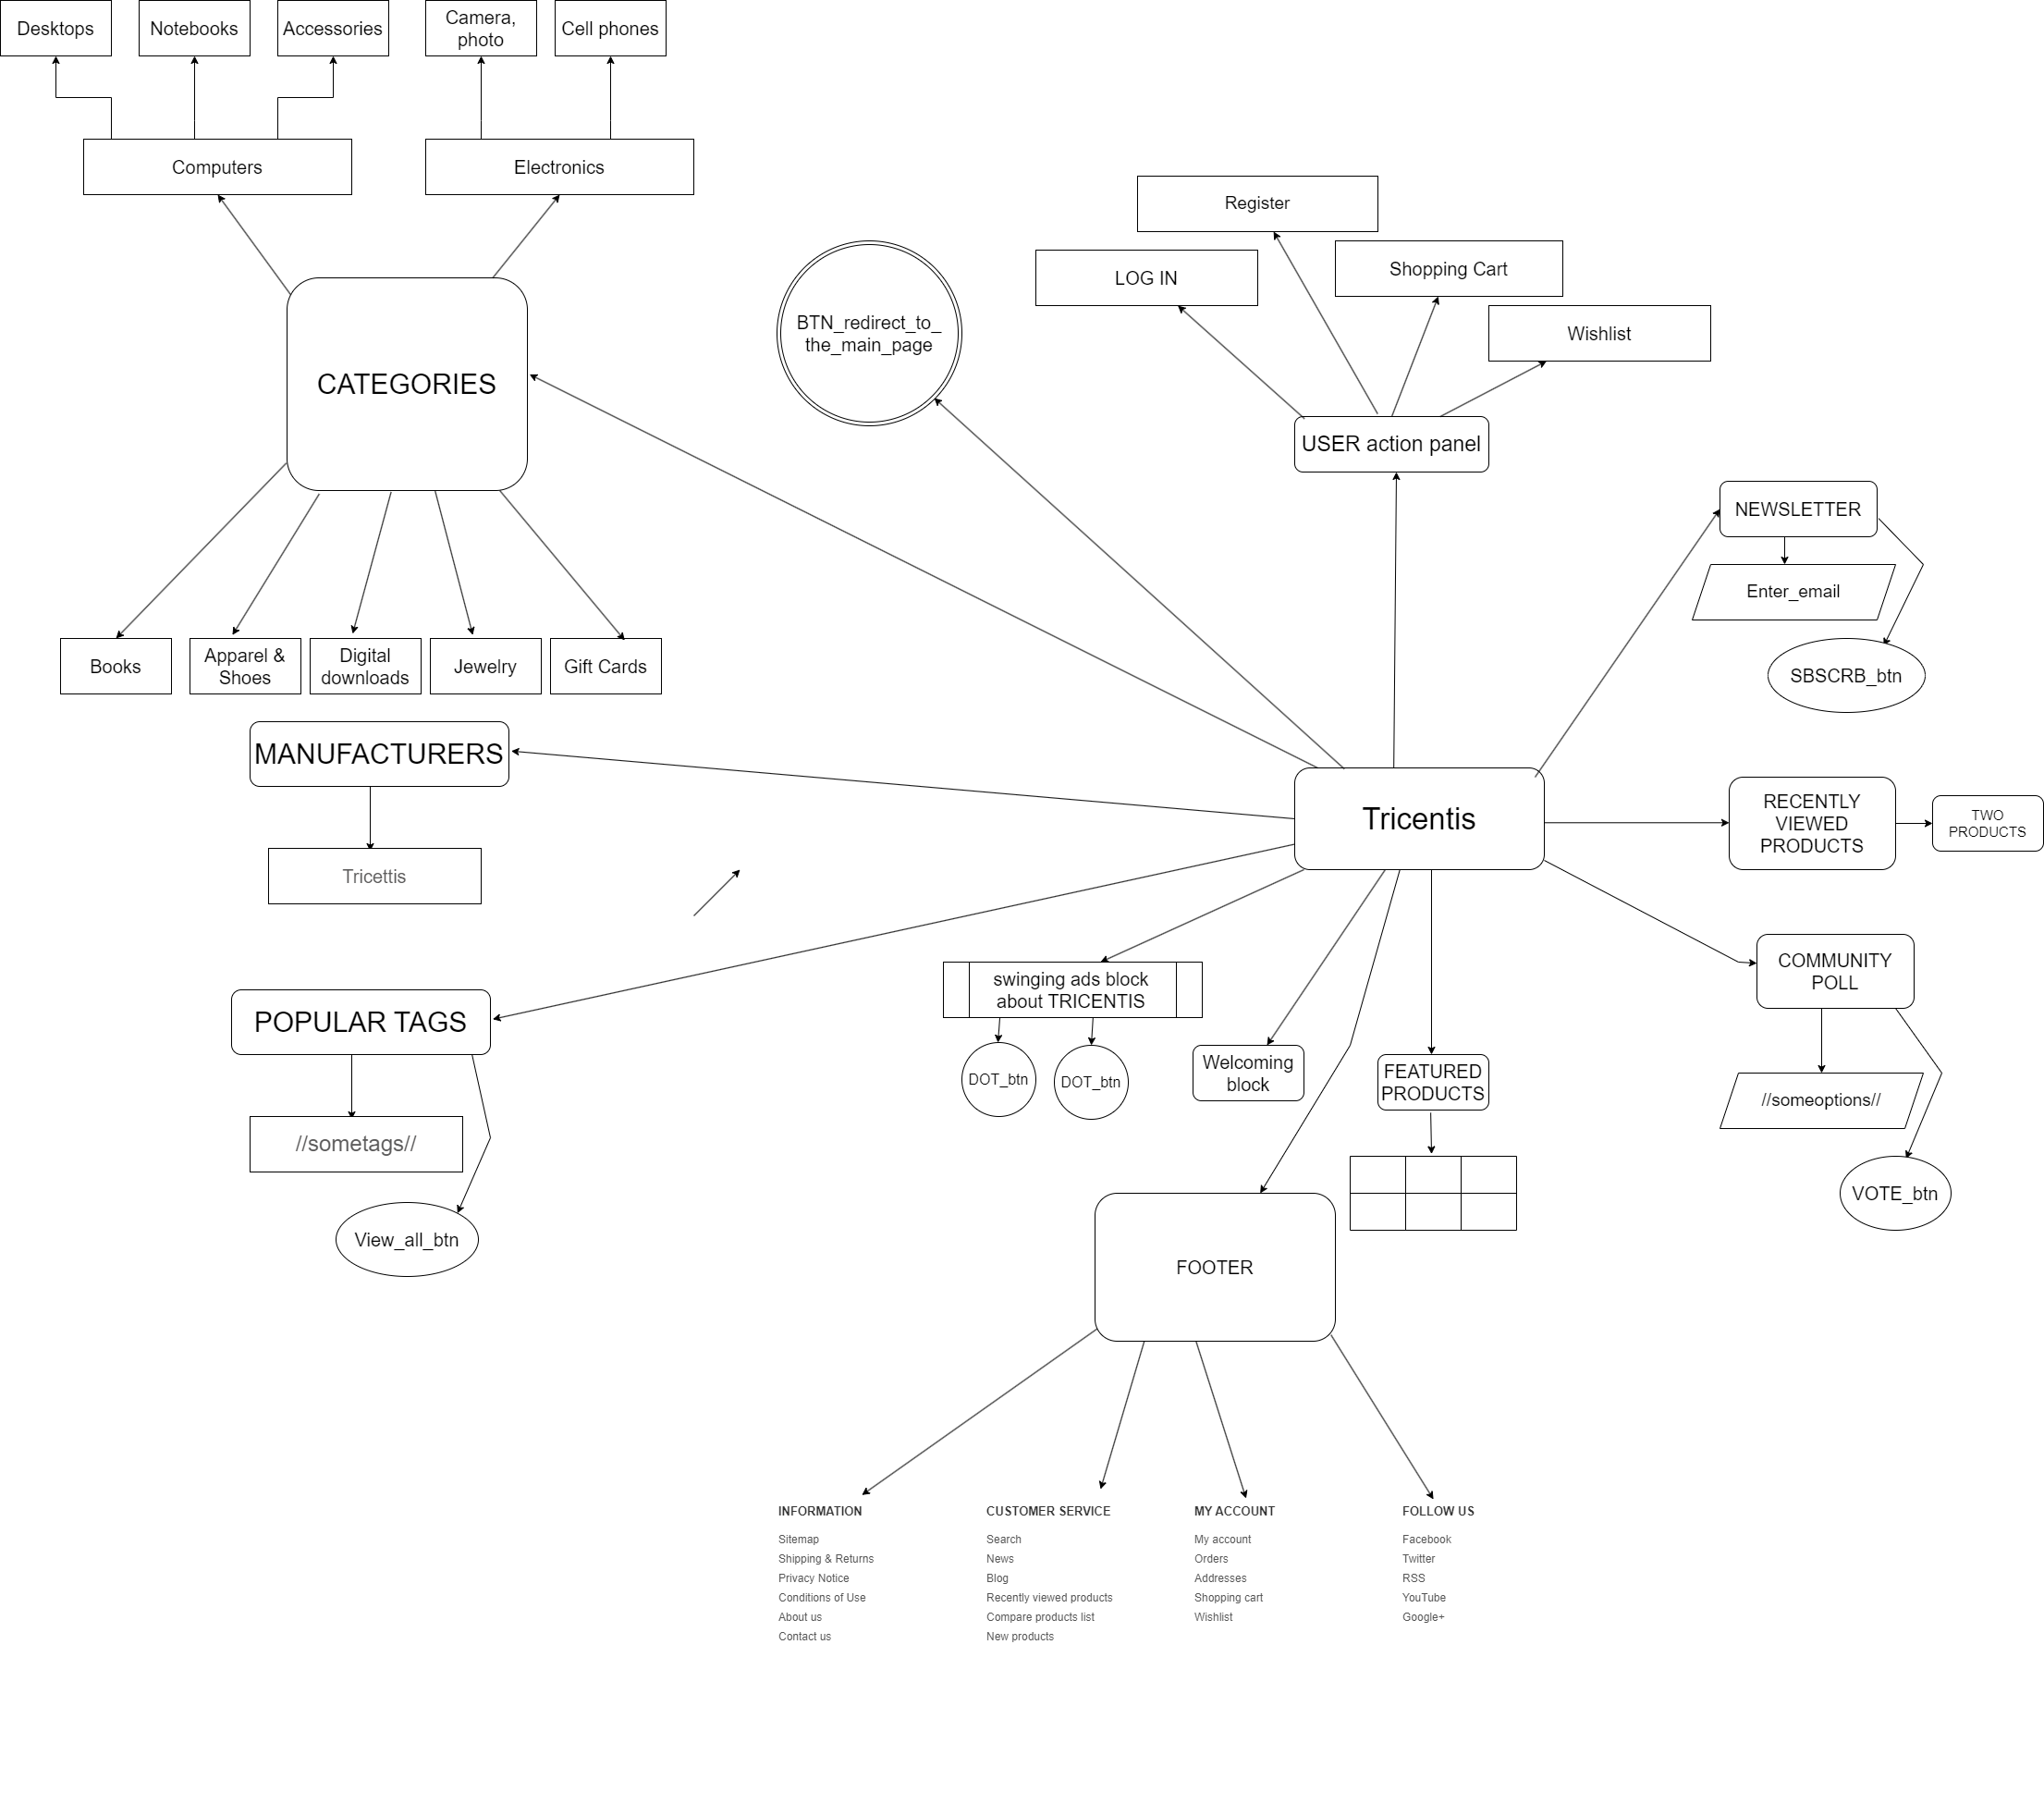 Desktops
Notebooks
Accessories
Camera,
photo
Cell phones
Computers
Electronics
CATEGORIES
Books
Apparel &
Shoes
Digital
downloads
Jewelry
Gift Cards
BTN_redirect_to_
the_main_page
Register
LOG IN
Shopping Cart
Wishlist
USER action panel
NEWSLETTER
Enter_email
SBSCRB_btn
MANUFACTURERS
Tricettis
Tricentis
RECENTLY
VIEWED
PRODUCTS
TWO
PRODUCTS
POPULAR TAGS
//sometags//
View_all_btn
swinging ads block
about TRICENTIS
DOT_btn
DOT_btn
Welcoming
block
FEATURED
PRODUCTS
COMMUNITY
POLL
//someoptions//
VOTE_btn
FOOTER
INFORMATION
Sitemap
Shipping & Returns
Privacy Notice
Conditions of Use
About us
Contact us
CUSTOMER SERVICE
Search
News
Blog
Recently viewed products
Compare products list
New products
MY ACCOUNT
My account
Orders
Addresses
Shopping cart
Wishlist
FOLLOW US
Facebook
Twitter
RSS
YouTube
Google+